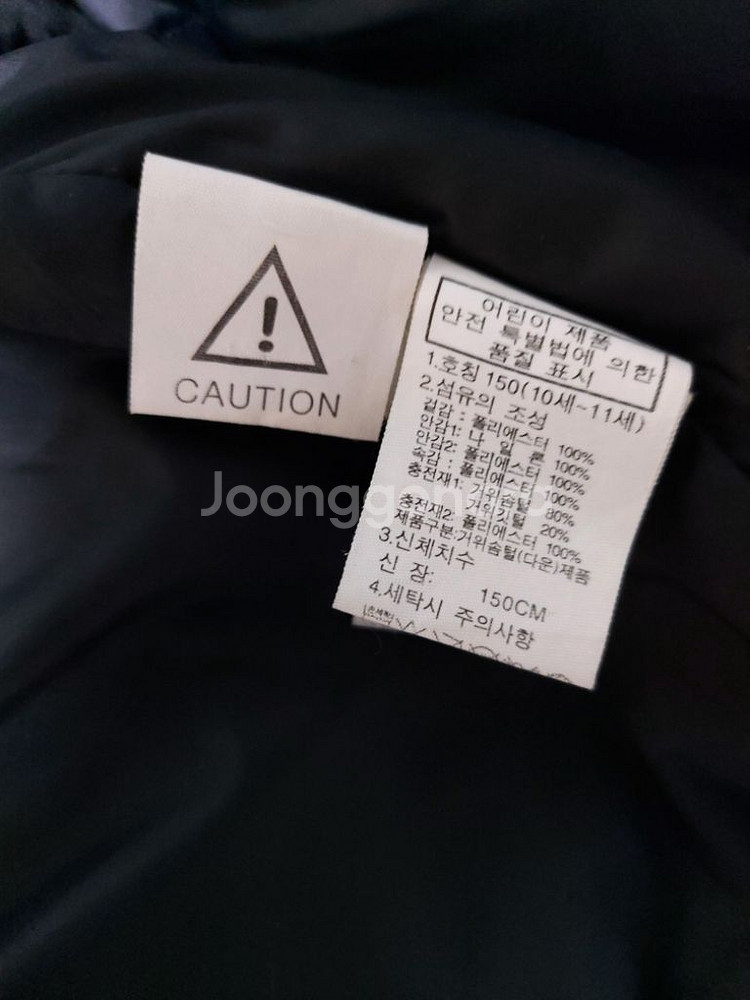 CAUTION
어린이 제품
안전 특별법에 의한
품질 표시
1.호칭 150(10세~11세)
2.섬유의 조성
겉감 : 폴리에스터 100%
안감1: 나 일 론 100%
안감2: 폴리에스터 100%
속감 : 폴리에스터 100%
충전재1: 거위솜털 80%
거위깃털 20%
충전재2: 폴리에스터 100%
제품구분:거위솜털(다운)제품
3.신체치수
신 장: 150CM
4.세탁시 주의사항